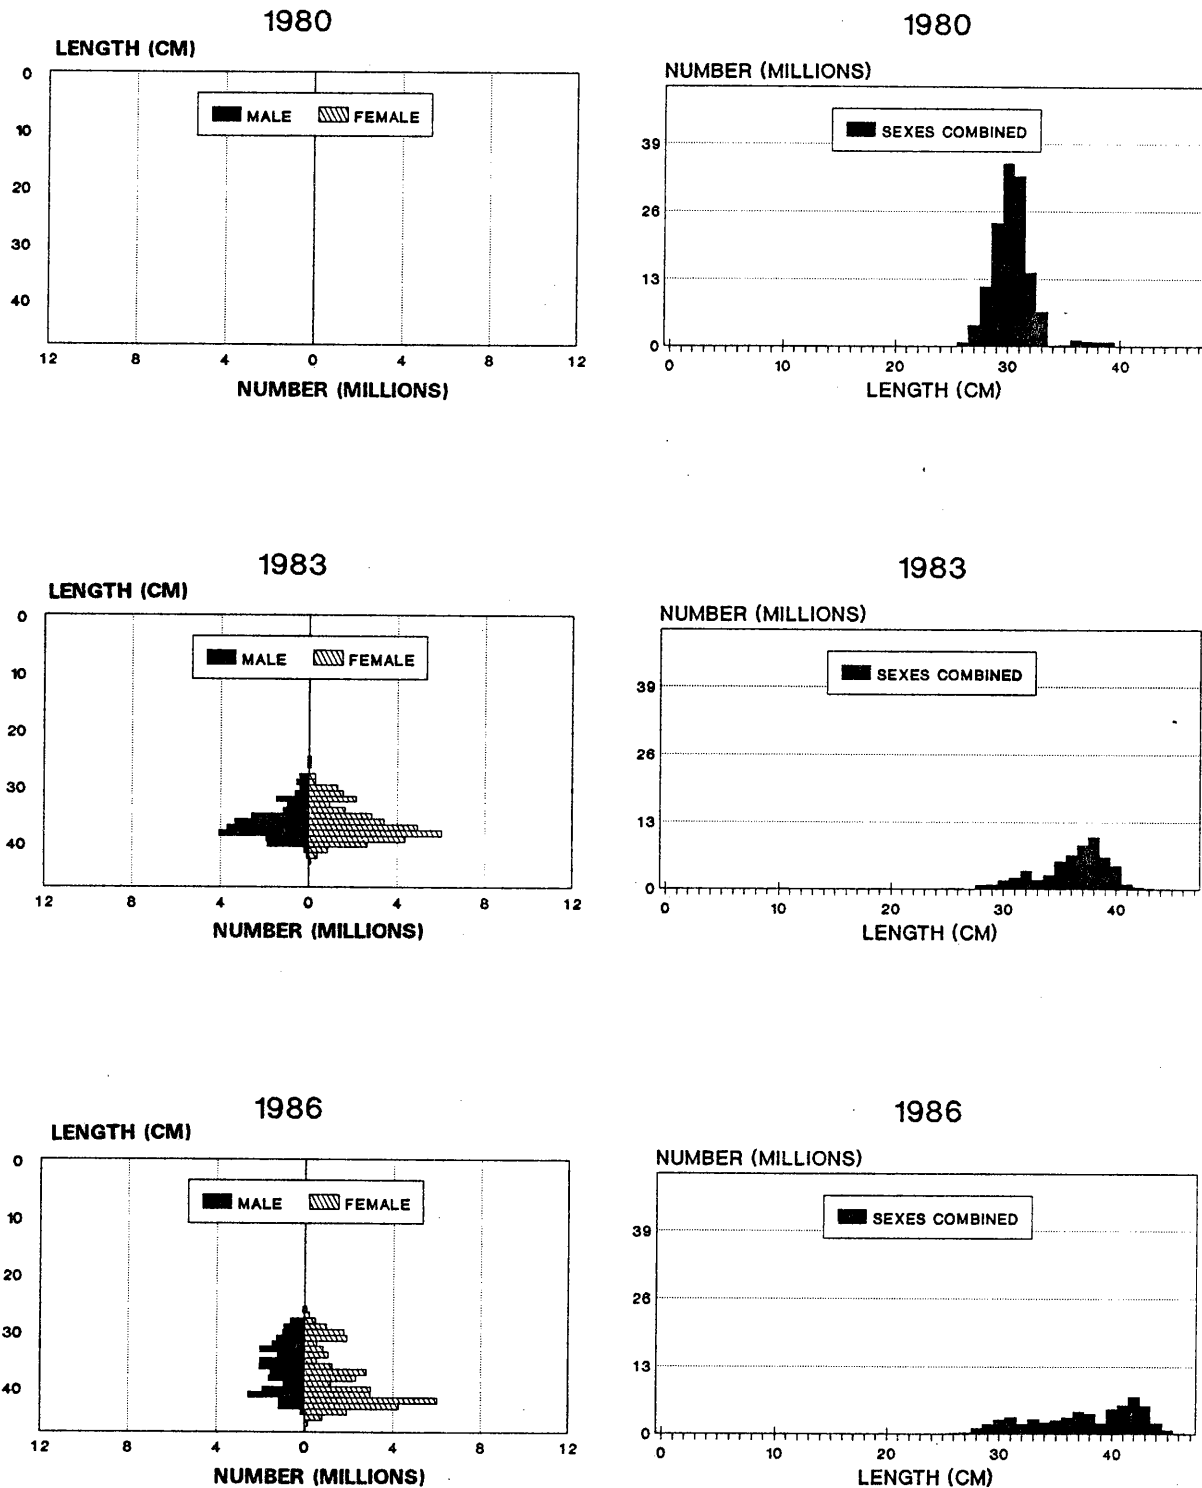 1980
LENGTH (CM)
0
10
20
30
40
MALE FEMALE
12 8 4 0 4 8 12
NUMBER (MILLIONS)
1980
NUMBER (MILLIONS)
39
26
13
0
SEXES COMBINED
0 10 20 30 40
LENGTH (CM)
1983
LENGTH (CM)
0
10
20
30
40
MALE FEMALE
12 8 4 0 4 8 12
NUMBER (MILLIONS)
1983
NUMBER (MILLIONS)
39
26
13
0
SEXES COMBINED
0 10 20 30 40
LENGTH (CM)
1986
LENGTH (CM)
0
10
20
30
40
MALE FEMALE
12 8 4 0 4 8 12
NUMBER (MILLIONS)
1986
NUMBER (MILLIONS)
39
26
13
0
SEXES COMBINED
0 10 20 30 40
LENGTH (CM)